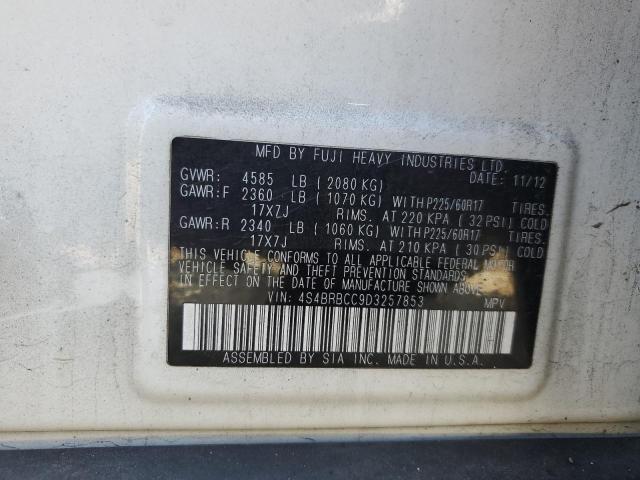 MFD BY FUJI HEAVY INDUSTRIES LTD.
GVWR: 4585 LB ( 2080 KG) DATE: 11/12
GAWR:F 2360 LB ( 1070 KG) WITH P225/60R17 TIRES.
17X7J RIMS. AT 220 KPA ( 32 PSI) COLD
GAWR:R 2340 LB ( 1060 KG) WITH P225/60R17 TIRES.
17X7J RIMS. AT 210 KPA ( 30 PSI) COLD
THIS VEHICLE CONFORMS TO ALL APPLICABLE FEDERAL MOTOR
VEHICLE SAFETY AND THEFT PREVENTION STANDARDS
IN EFFECT ON THE DATE OF MANUFACTURE SHOWN ABOVE.
VIN: 4S4BRBCC9D3257853 MPV
ASSEMBLED BY SIA INC. MADE IN U.S.A.